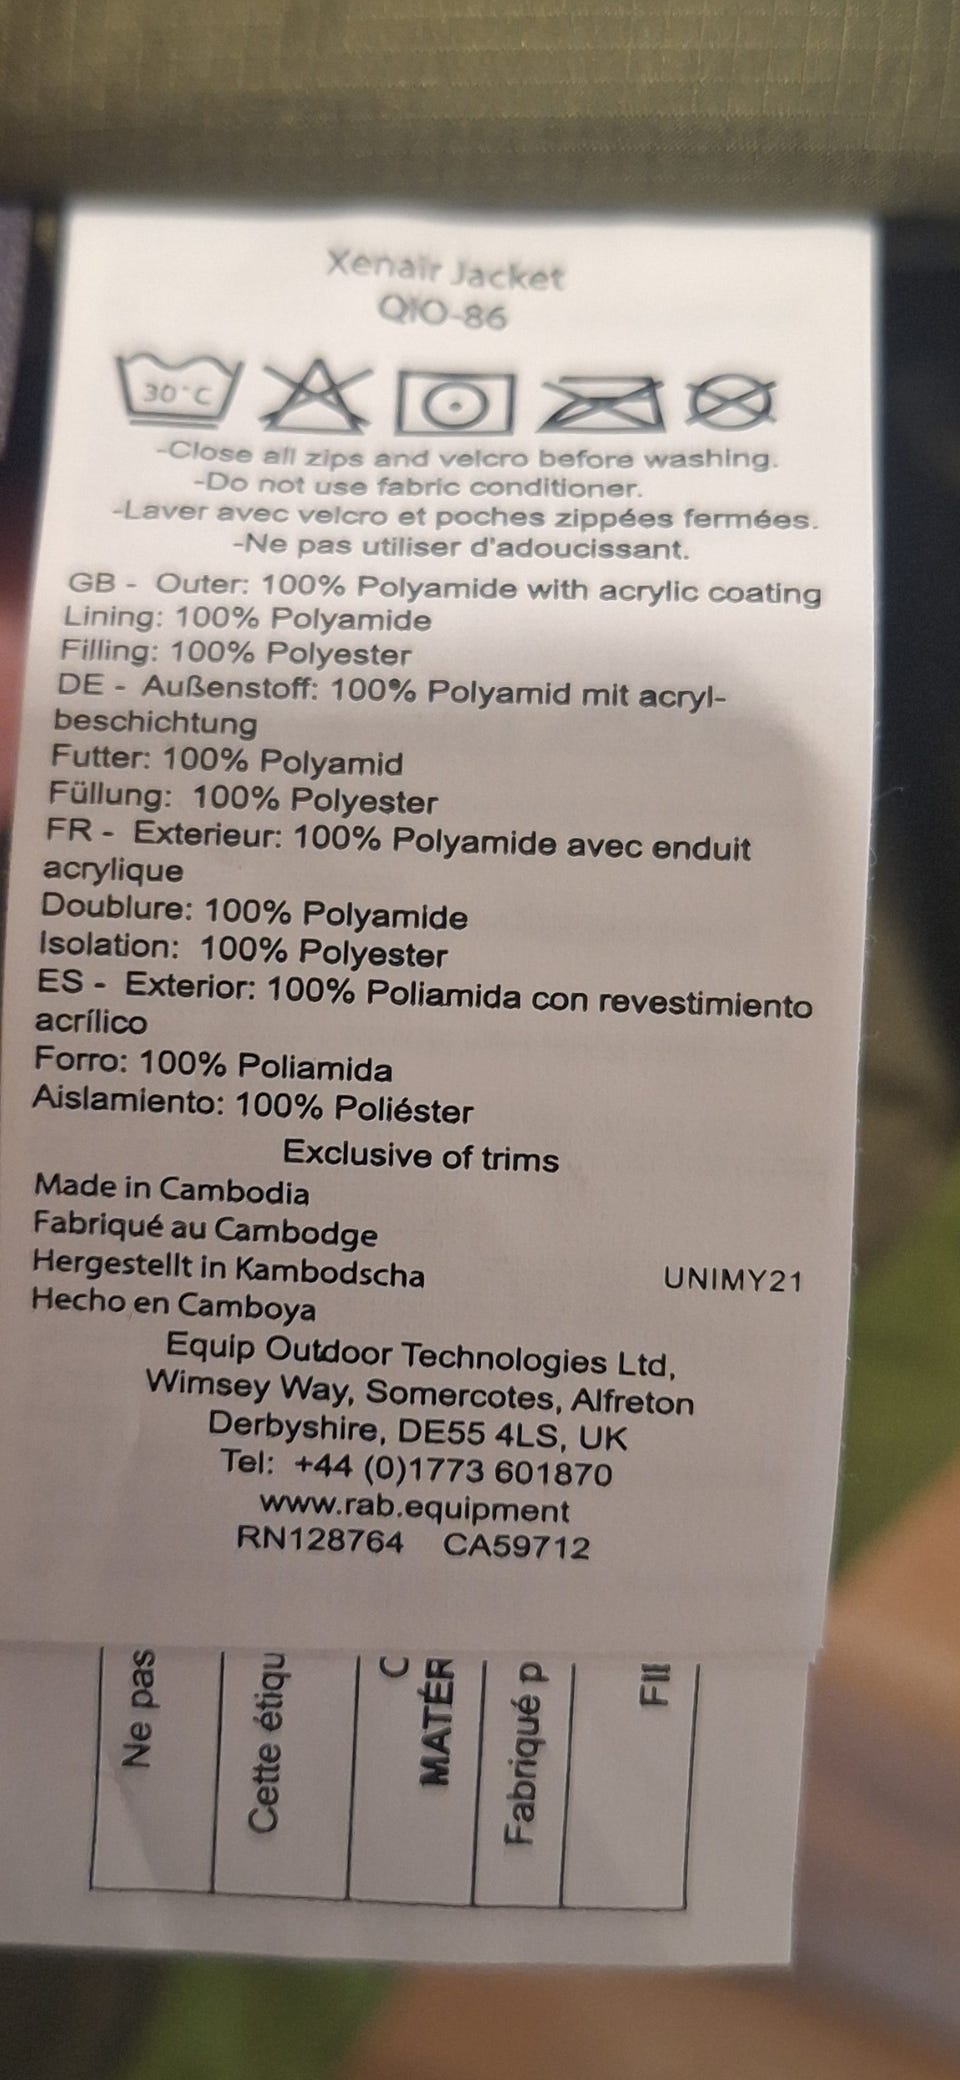 Xenair Jacket
QIO-86
30°C
-Close all zips and velcro before washing.
-Do not use fabric conditioner.
-Laver avec velcro et poches zippées fermées.
-Ne pas utiliser d'adoucissant.
GB - Outer: 100% Polyamide with acrylic coating
Lining: 100% Polyamide
Filling: 100% Polyester
DE - Außenstoff: 100% Polyamid mit acryl-
beschichtung
Futter: 100% Polyamid
Füllung: 100% Polyester
FR - Exterieur: 100% Polyamide avec enduit
acrylique
Doublure: 100% Polyamide
Isolation: 100% Polyester
ES - Exterior: 100% Poliamida con revestimiento
acrílico
Forro: 100% Poliamida
Aislamiento: 100% Poliéster
Exclusive of trims
Made in Cambodia
Fabriqué au Cambodge
Hergestellt in Kambodscha UNIMY21
Hecho en Camboya
Equip Outdoor Technologies Ltd,
Wimsey Way, Somercotes, Alfreton
Derbyshire, DE55 4LS, UK
Tel: +44 (0)1773 601870
www.rab.equipment
RN128764 CA59712
Ne pas
Cette étiqu
C
MATÉR
Fabriqué p